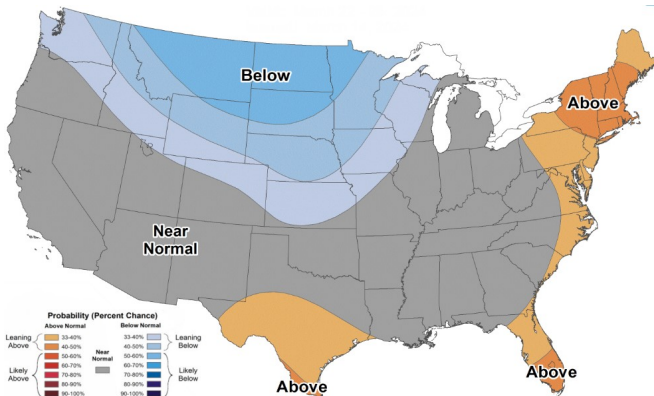 Below
Above
Near
Normal
Above
Above
Probability (Percent Chance)
Above Normal
Below Normal
Leaning
Above
33-40%
40-50%
Likely
Above
50-60%
60-70%
70-80%
80-90%
90-100%
Near
Normal
33-40%
40-50%
Leaning
Below
50-60%
60-70%
70-80%
80-90%
90-100%
Likely
Below